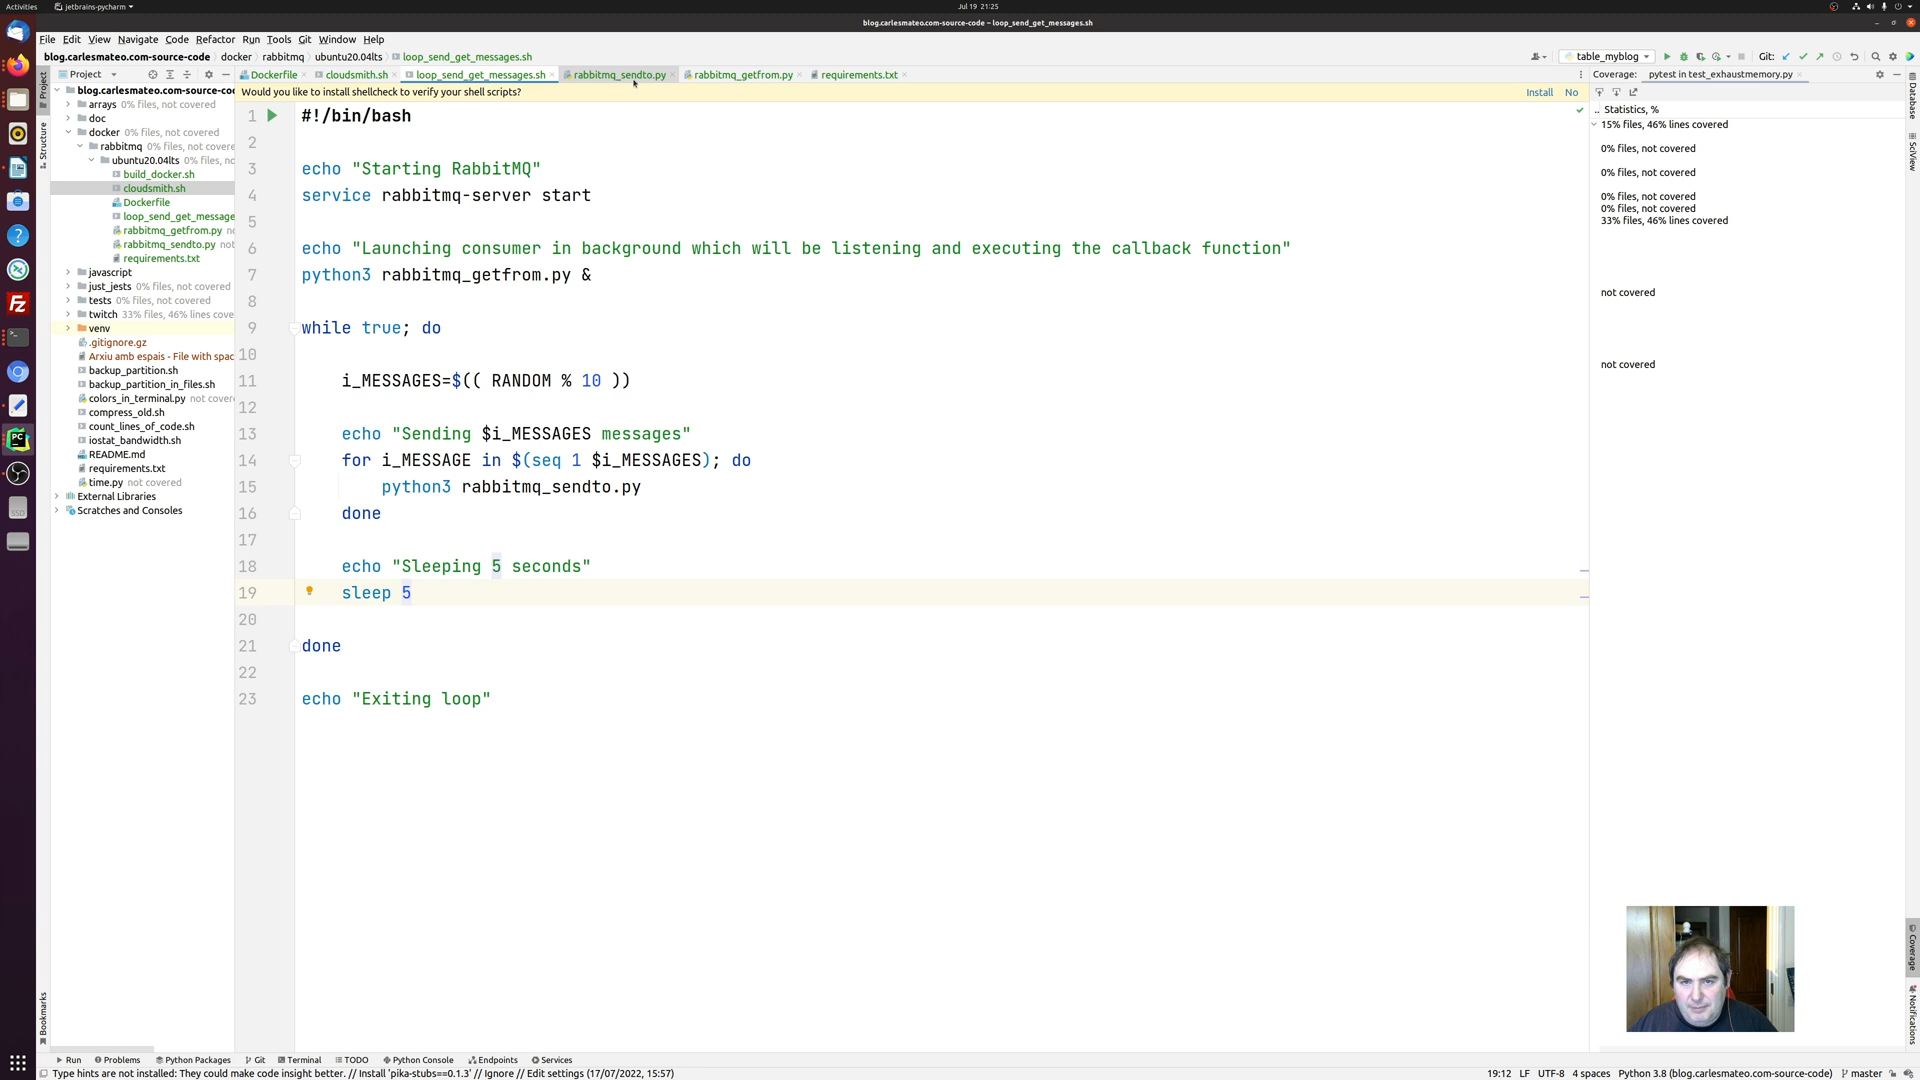 Activities
jetbrains-pycharm
Jul 19 21:25
blog.carlesmateo.com-source-code – loop_send_get_messages.sh
File Edit View Navigate Code Refactor Run Tools Git Window Help
blog.carlesmateo.com-source-code docker rabbitmq ubuntu20.04lts loop_send_get_messages.sh
table_myblog
Git:
Project
Dockerfile cloudsmith.sh loop_send_get_messages.sh rabbitmq_sendto.py rabbitmq_getfrom.py requirements.txt
Would you like to install shellcheck to verify your shell scripts?
Install No
Coverage: pytest in test_exhaustmemory.py
Project
Structure
Bookmarks
blog.carlesmateo.com-source-co
arrays 0% files, not covered
doc
docker 0% files, not covered
rabbitmq 0% files, not covere
ubuntu20.04lts 0% files, no
build_docker.sh
cloudsmith.sh
Dockerfile
loop_send_get_message
rabbitmq_getfrom.py no
rabbitmq_sendto.py not
requirements.txt
javascript
just_jests 0% files, not covered
tests 0% files, not covered
twitch 33% files, 46% lines cove
venv
.gitignore.gz
Arxiu amb espais - File with spac
backup_partition.sh
backup_partition_in_files.sh
colors_in_terminal.py not cover
compress_old.sh
count_lines_of_code.sh
iostat_bandwidth.sh
README.md
requirements.txt
time.py not covered
External Libraries
Scratches and Consoles
1 #!/bin/bash
2
3 echo "Starting RabbitMQ"
4 service rabbitmq-server start
5
6 echo "Launching consumer in background which will be listening and executing the callback function"
7 python3 rabbitmq_getfrom.py &
8
9 while true; do
10
11 i_MESSAGES=$(( RANDOM % 10 ))
12
13 echo "Sending $i_MESSAGES messages"
14 for i_MESSAGE in $(seq 1 $i_MESSAGES); do
15 python3 rabbitmq_sendto.py
16 done
17
18 echo "Sleeping 5 seconds"
19 sleep 5
20
21 done
22
23 echo "Exiting loop"
.. Statistics, %
15% files, 46% lines covered
0% files, not covered
0% files, not covered
0% files, not covered
0% files, not covered
33% files, 46% lines covered
not covered
not covered
Database
SciView
Coverage
Notifications
Run Problems Python Packages Git Terminal TODO Python Console Endpoints Services
Type hints are not installed: They could make code insight better. // Install 'pika-stubs==0.1.3' // Ignore // Edit settings (17/07/2022, 15:57)
19:12 LF UTF-8 4 spaces Python 3.8 (blog.carlesmateo.com-source-code) master